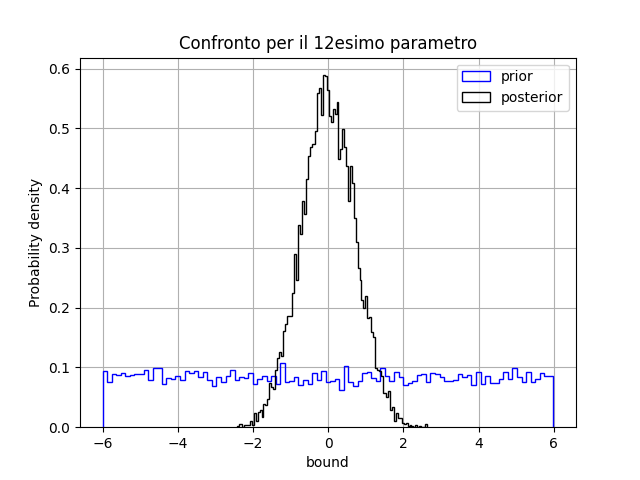 Confronto per il 12esimo parametro
prior
posterior
0.6
0.5
0.4
0.3
0.2
0.1
0.0
Probability density
−6
−4
−2
0
2
4
6
bound